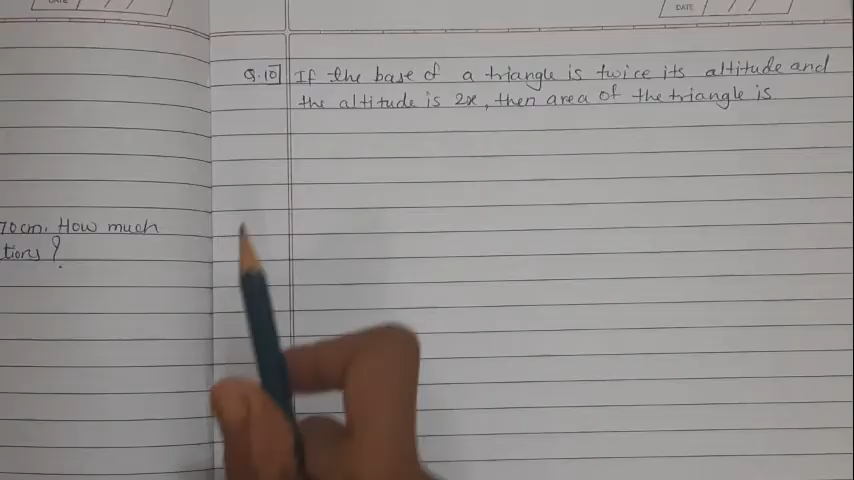 DATE
DATE
Q.10 If the base of a triangle is twice its altitude and
the altitude is 2x, then area of the triangle is
70cm. How much
tions?